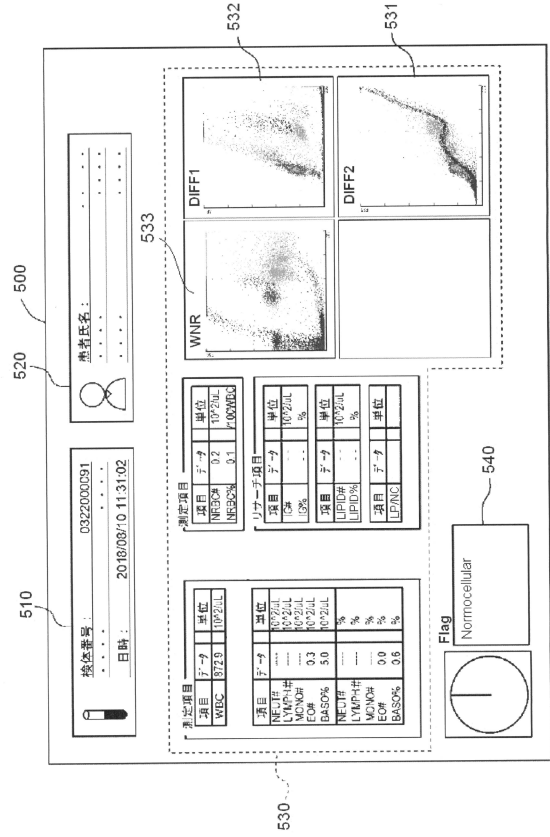 500
510
検体番号： 0322000091
・・・・ ・・・・
日時： 2018/08/10 11:31:02
520
患者氏名：
・・・・ ・・・・
・・・・ ・・・・
530
測定項目
項目 データ 単位
WBC 872.9 10^2/uL
項目 データ 単位
NEUT# --- 10^2/uL
LYMPH# --- 10^2/uL
MONO# --- 10^2/uL
EO# 0.3 10^2/uL
BASO% 5.0 10^2/uL
NEUT# --- %
LYMPH# --- %
MONO# --- %
EO# 0.0 %
BASO% 0.6 %
測定項目
項目 データ 単位
NRBC# 0.2 10^2/uL
NRBC% 0.1 /100WBC
リサーチ項目
項目 データ 単位
IG# --- 10^2/uL
IG% --- %
項目 データ 単位
LIPID# --- 10^2/uL
LIPID% --- %
項目 データ 単位
LP/NC
533
WNR
532
DIFF1
531
DIFF2
Flag
Normocellular
540